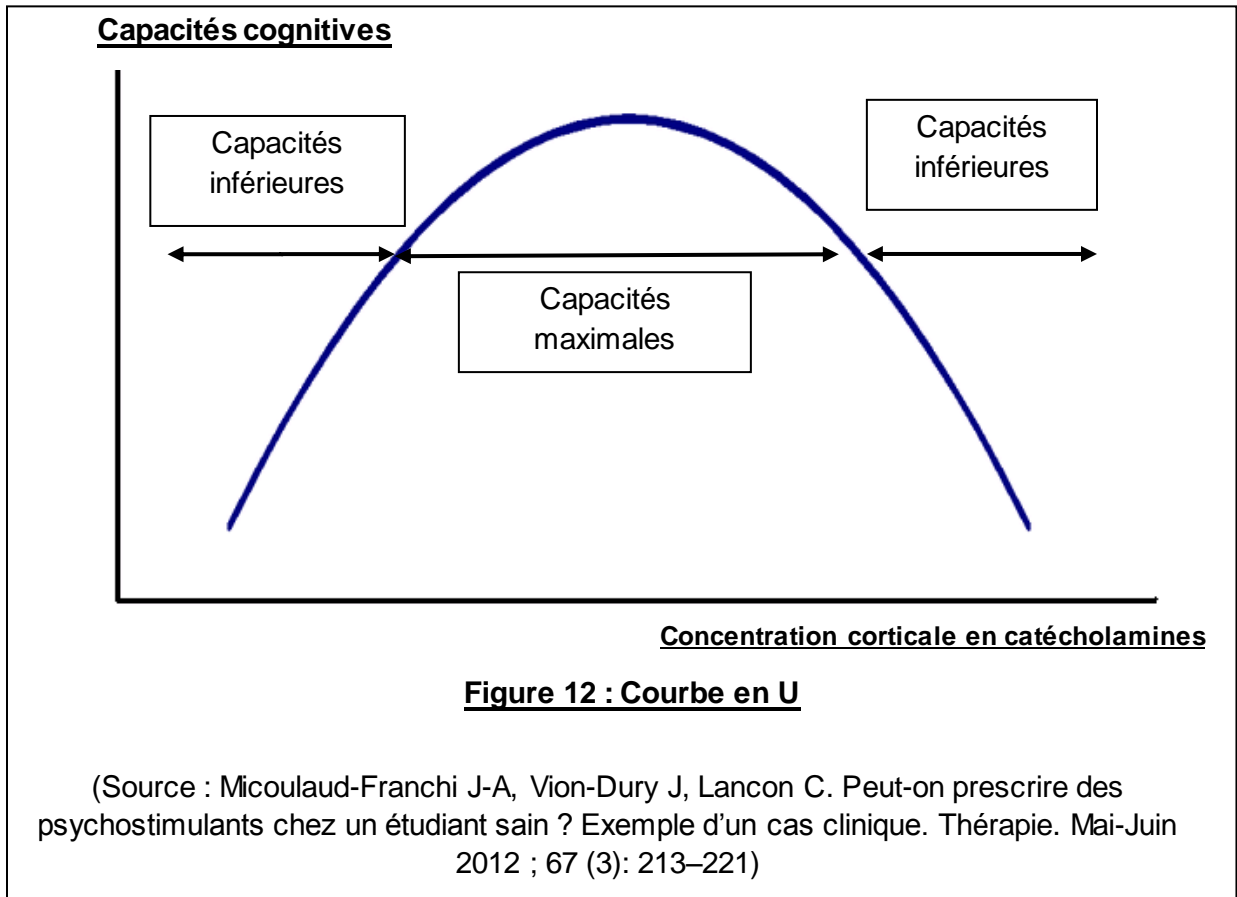 Capacités cognitives
Capacités
inférieures
Capacités
inférieures
Capacités
maximales
Concentration corticale en catécholamines
Figure 12 : Courbe en U
(Source : Micoulaud-Franchi J-A, Vion-Dury J, Lancon C. Peut-on prescrire des
psychostimulants chez un étudiant sain ? Exemple d’un cas clinique. Thérapie. Mai-Juin
2012 ; 67 (3): 213–221)